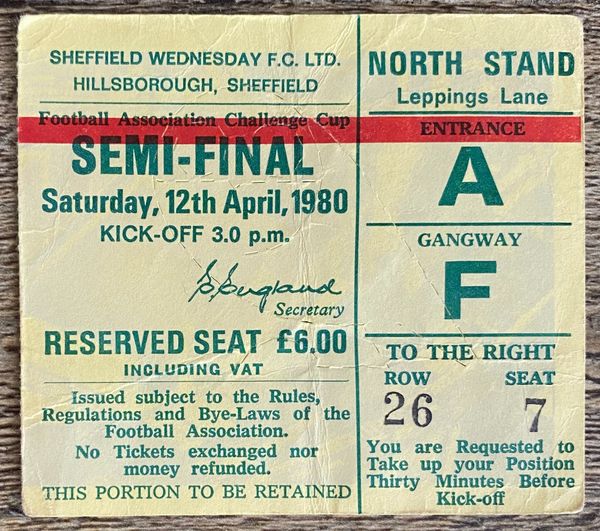 SHEFFIELD WEDNESDAY F.C. LTD.
HILLSBOROUGH, SHEFFIELD
Football Association Challenge Cup
SEMI-FINAL
Saturday, 12th April, 1980
KICK-OFF 3.0 p.m.
Secretary
RESERVED SEAT £6.00
INCLUDING VAT
Issued subject to the Rules,
Regulations and Bye-Laws of the
Football Association.
No Tickets exchanged nor
money refunded.
THIS PORTION TO BE RETAINED
NORTH STAND
Leppings Lane
ENTRANCE
A
GANGWAY
F
TO THE RIGHT
ROW SEAT
26 7
You are Requested to
Take up your Position
Thirty Minutes Before
Kick-off